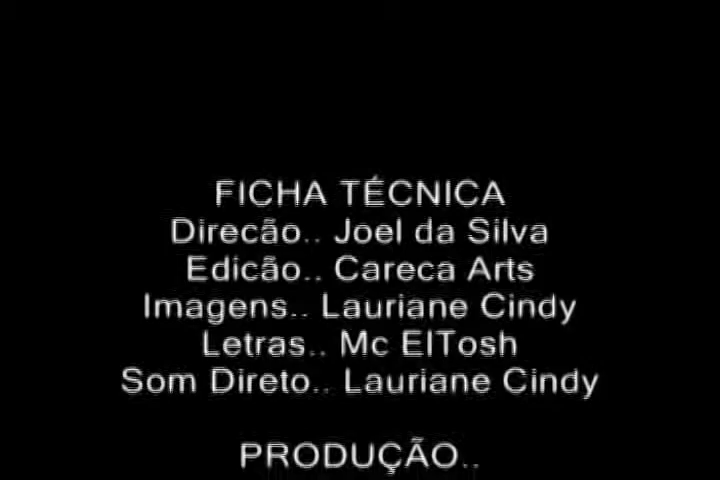 FICHA TÉCNICA
Direcão.. Joel da Silva
Edicão.. Careca Arts
Imagens.. Lauriane Cindy
Letras.. Mc ElTosh
Som Direto.. Lauriane Cindy
PRODUÇÃO..